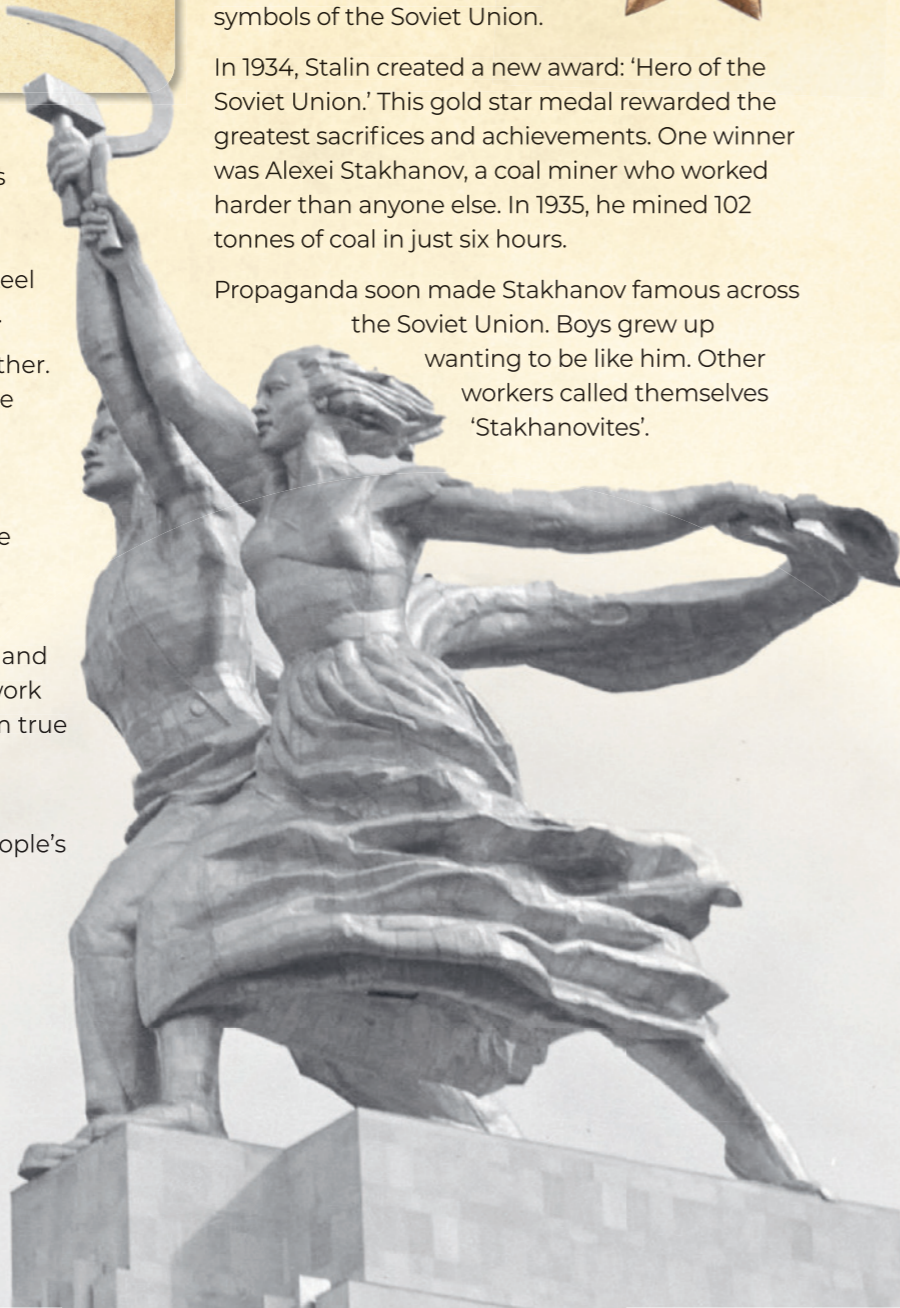 s
eel
.
ther.
e
e
and
work
n true
ople’s
symbols of the Soviet Union.
In 1934, Stalin created a new award: ‘Hero of the
Soviet Union.’ This gold star medal rewarded the
greatest sacrifices and achievements. One winner
was Alexei Stakhanov, a coal miner who worked
harder than anyone else. In 1935, he mined 102
tonnes of coal in just six hours.
Propaganda soon made Stakhanov famous across
the Soviet Union. Boys grew up
wanting to be like him. Other
workers called themselves
‘Stakhanovites’.